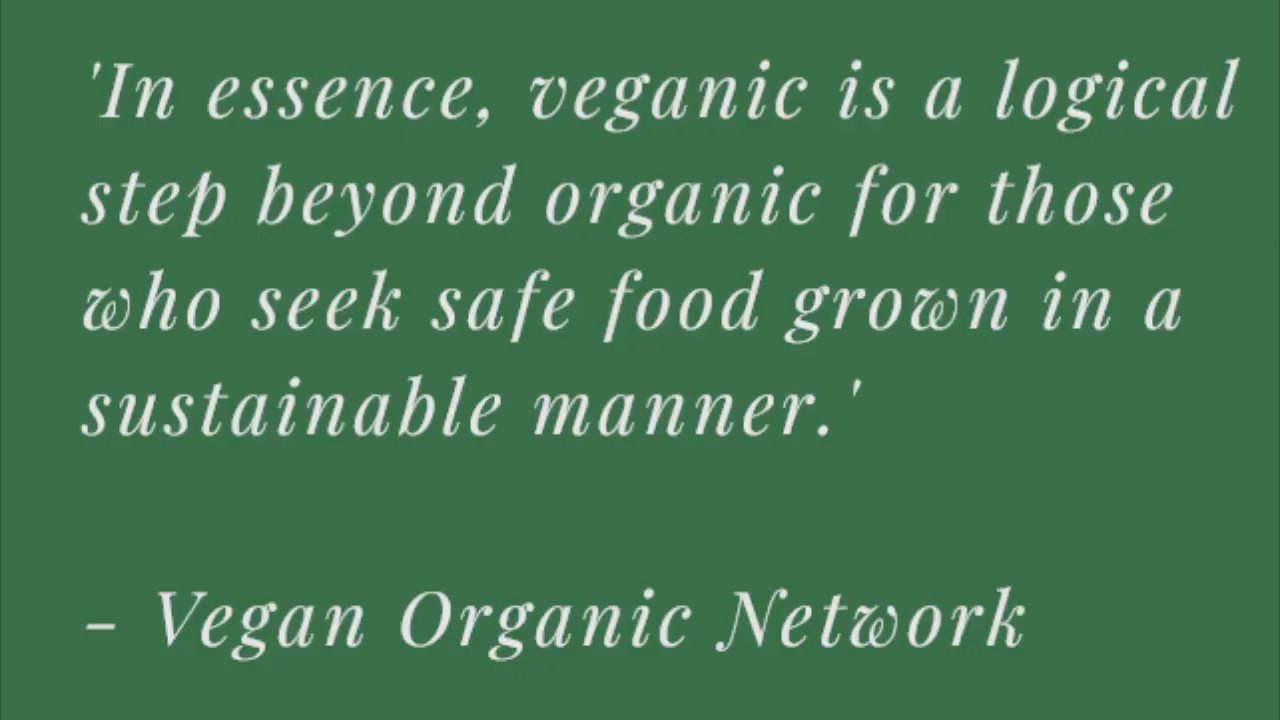 'In essence, veganic is a logical
step beyond organic for those
who seek safe food grown in a
sustainable manner.'
– Vegan Organic Network